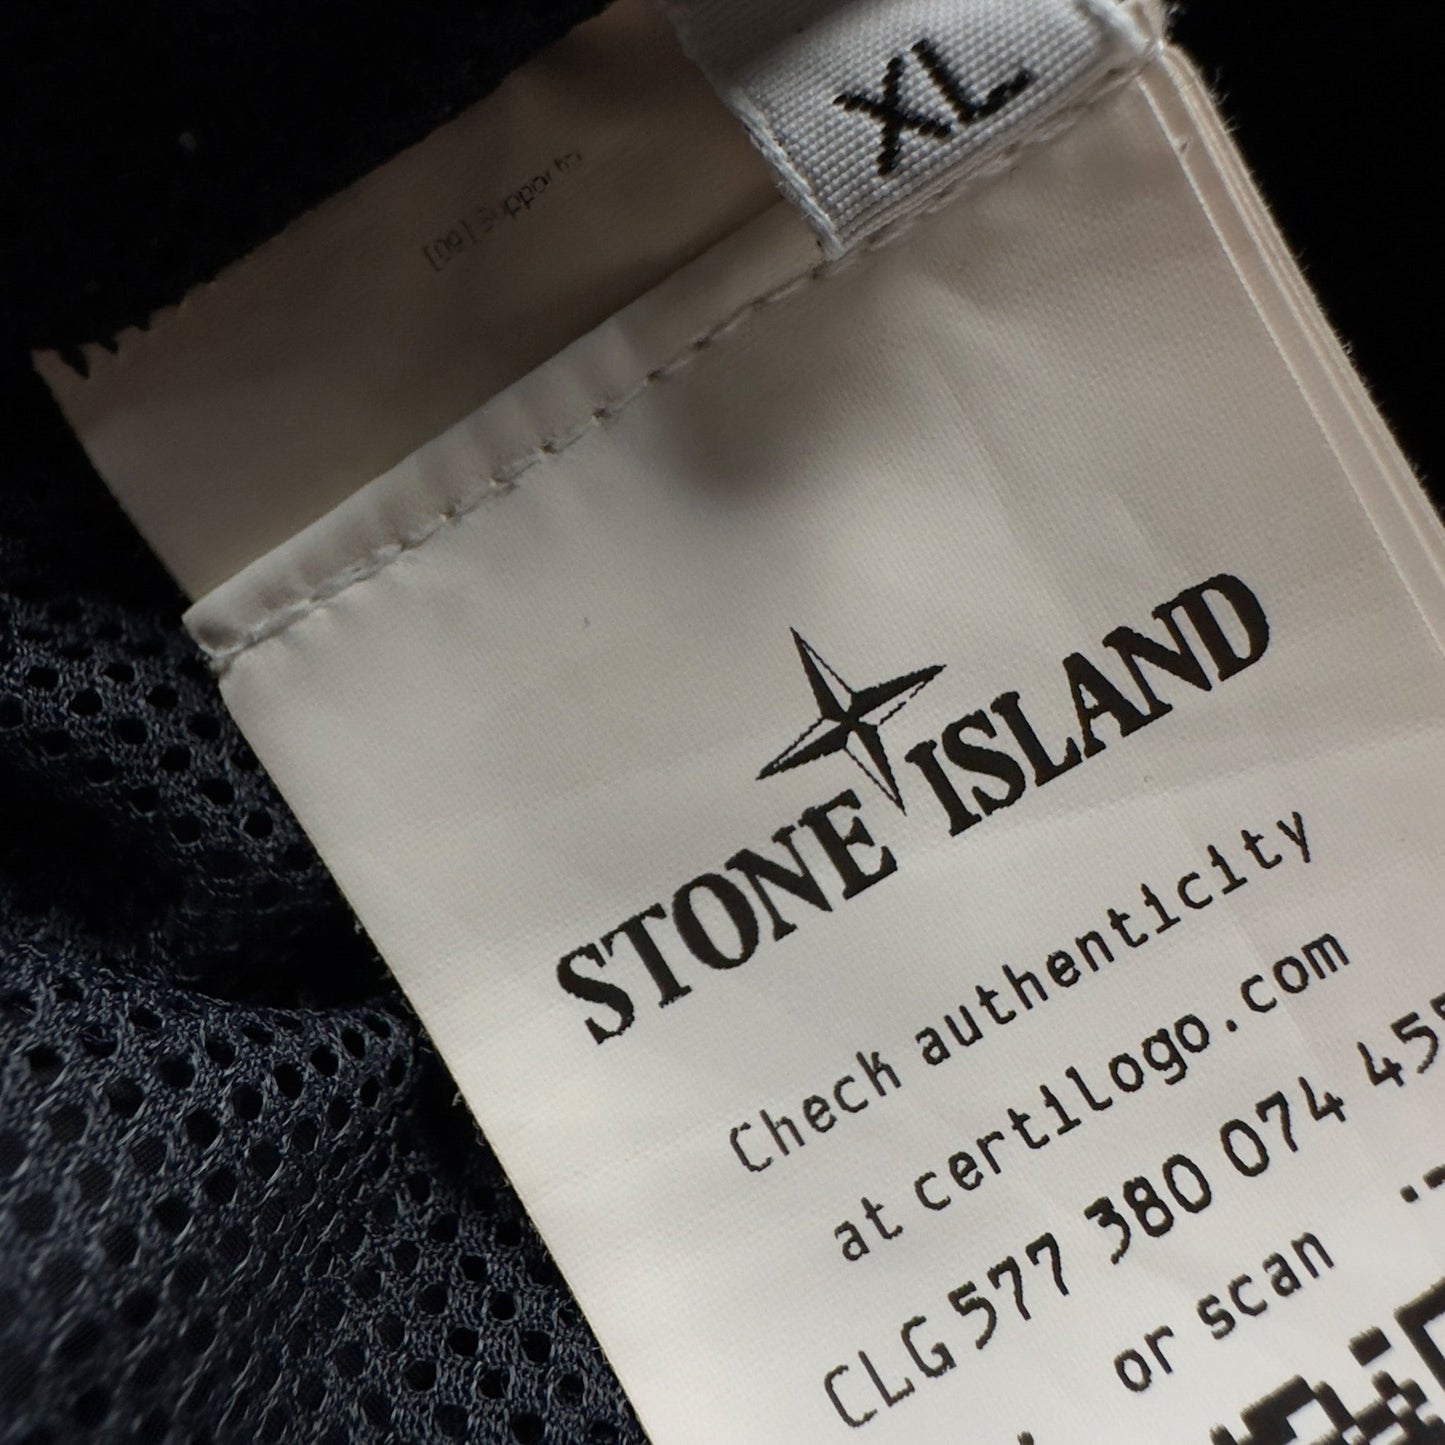 XL
STONE ISLAND
Check authenticity
at certilogo.com
CLG 577 380 074 45
or scan